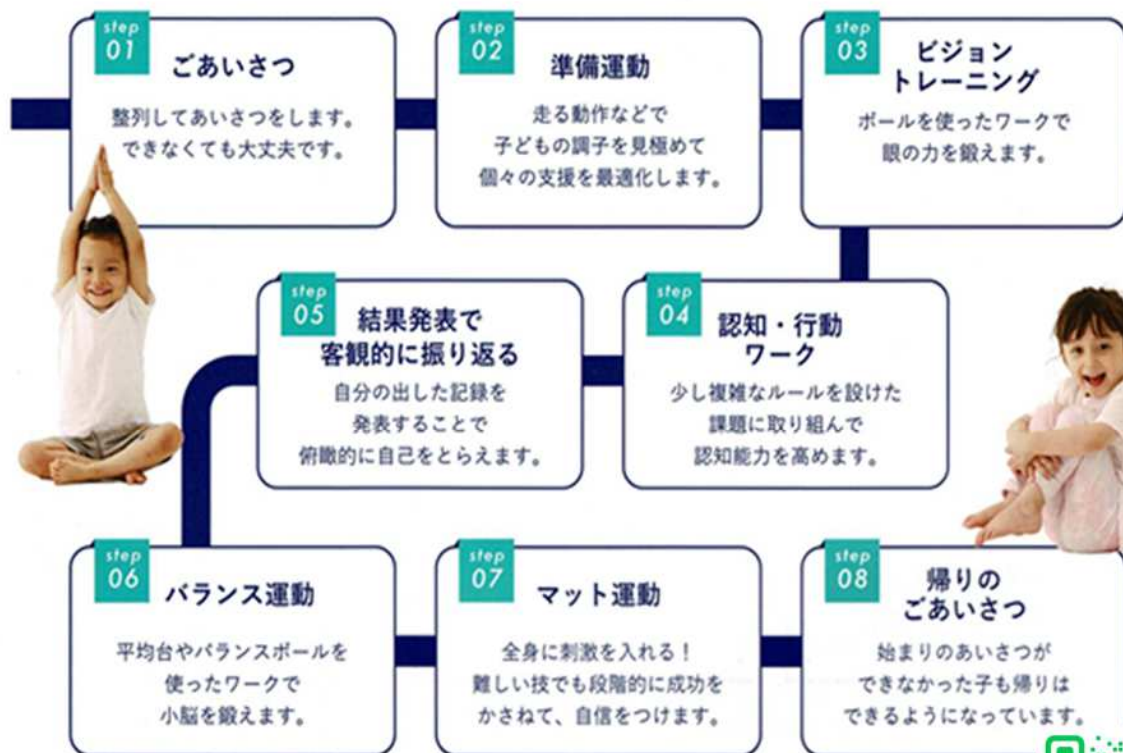 step
01
ごあいさつ
整列してあいさつをします。
できなくても大丈夫です。
step
02
準備運動
走る動作などで
子どもの調子を見極めて
個々の支援を最適化します。
step
03
ビジョン
トレーニング
ボールを使ったワークで
眼の力を鍛えます。
step
04
認知・行動
ワーク
少し複雑なルールを設けた
課題に取り組んで
認知能力を高めます。
step
05
結果発表で
客観的に振り返る
自分の出した記録を
発表することで
俯瞰的に自己をとらえます。
step
06
バランス運動
平均台やバランスボールを
使ったワークで
小脳を鍛えます。
step
07
マット運動
全身に刺激を入れる！
難しい技でも段階的に成功を
かさねて、自信をつけます。
step
08
帰りの
ごあいさつ
始まりのあいさつが
できなかった子も帰りは
できるようになっています。